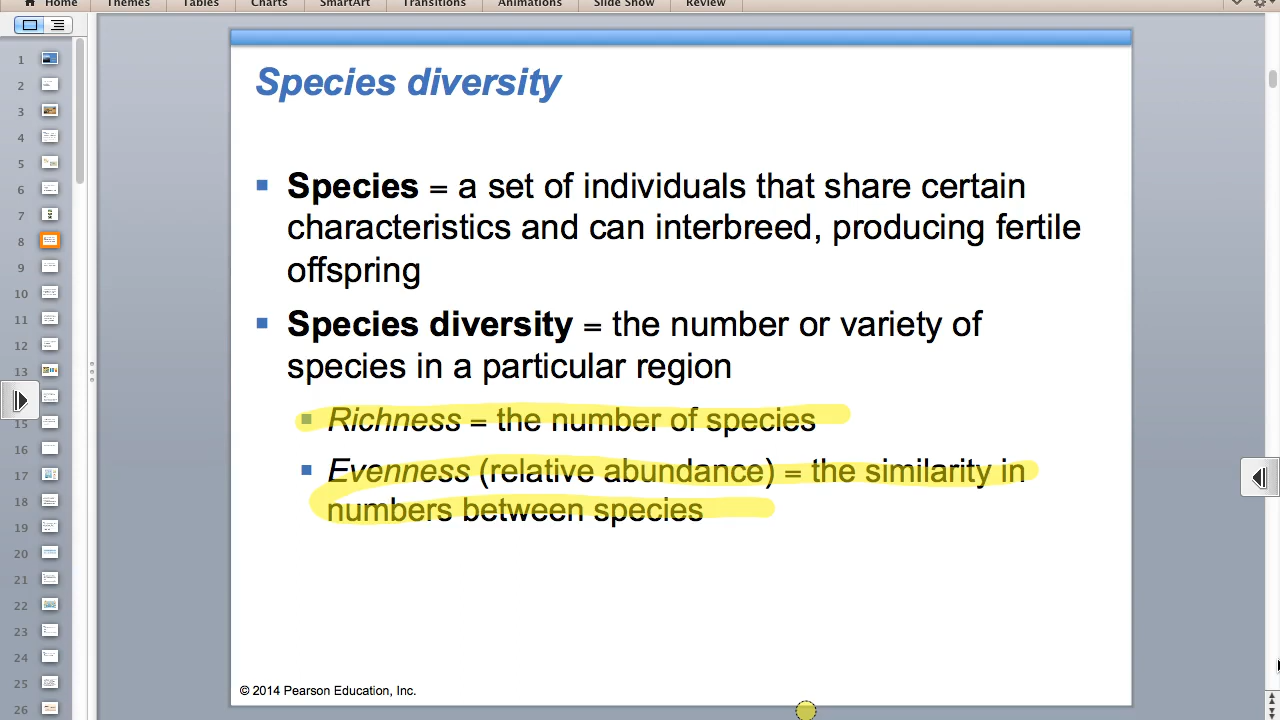 Home Themes Tables Charts SmartArt Transitions Animations Slide Show Review
Species diversity
Species = a set of individuals that share certain
characteristics and can interbreed, producing fertile
offspring
Species diversity = the number or variety of
species in a particular region
Richness = the number of species
Evenness (relative abundance) = the similarity in
numbers between species
© 2014 Pearson Education, Inc.
1
2
3
4
5
6
7
8
9
10
11
12
13
15
16
17
18
19
20
21
22
23
24
25
26